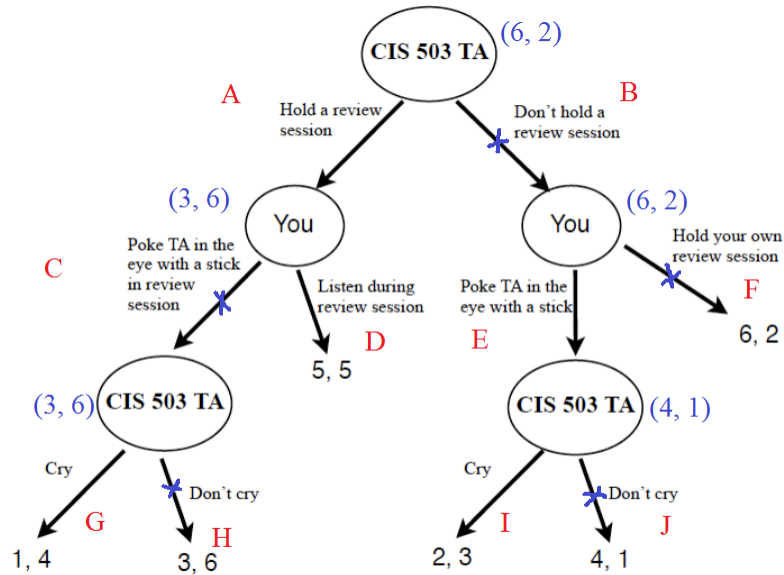 (6, 2)
CIS 503 TA
A
B
Hold a review
session
Don't hold a
review session
(3, 6)
You
(6, 2)
You
C
Poke TA in the
eye with a stick
in review
session
Listen during
review session
D
Poke TA in the
eye with a stick
E
Hold your own
review session
F
5, 5
6, 2
(3, 6)
CIS 503 TA
CIS 503 TA
(4, 1)
Cry
Don't cry
G
H
Cry
Don't cry
I
J
1, 4
3, 6
2, 3
4, 1